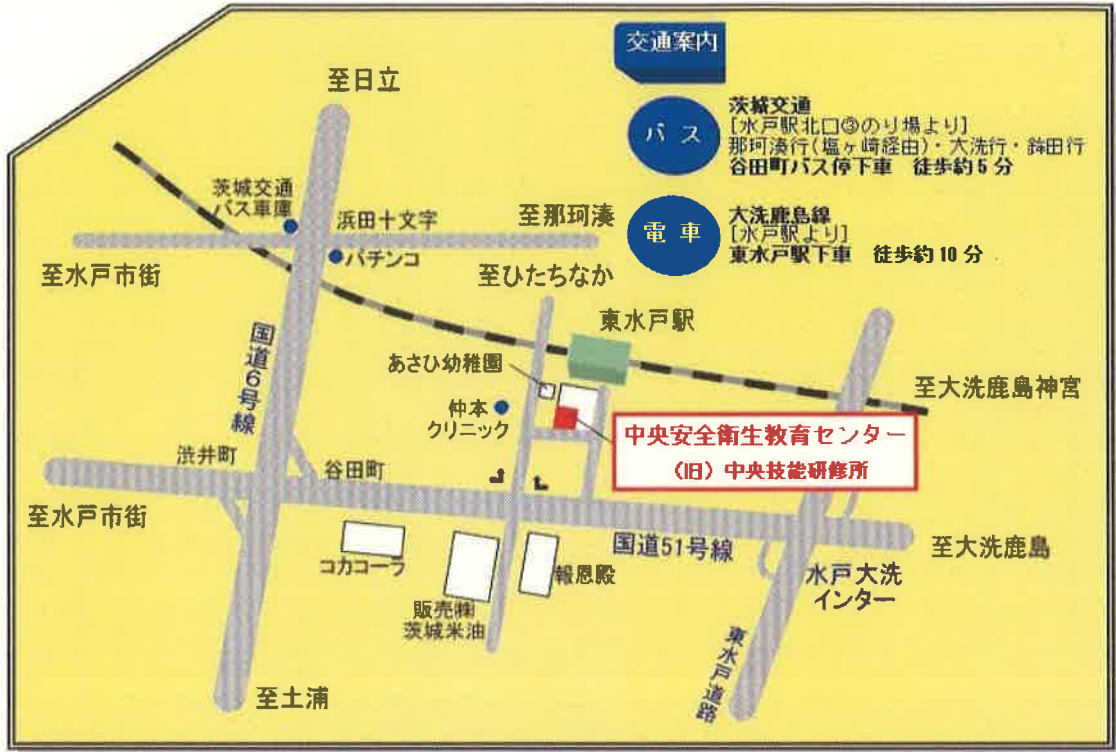 交通案内
バス
茨城交通
[水戸駅北口③のり場より]
那珂湊行(塩ヶ崎経由)・大洗行・鉾田行
谷田町バス停下車 徒歩約5分
電車
大洗鹿島線
[水戸駅より]
東水戸駅下車 徒歩約10分
至日立
茨城交通
バス車庫
浜田十文字
至那珂湊
至水戸市街
パチンコ
至ひたちなか
国道6号線
東水戸駅
あさひ幼稚園
至大洗鹿島神宮
仲本
クリニック
中央安全衛生教育センター
(旧)中央技能研修所
渋井町
谷田町
至水戸市街
国道51号線
至大洗鹿島
コカコーラ
報恩殿
水戸大洗
インター
販売㈱
茨城米油
東水戸道路
至土浦